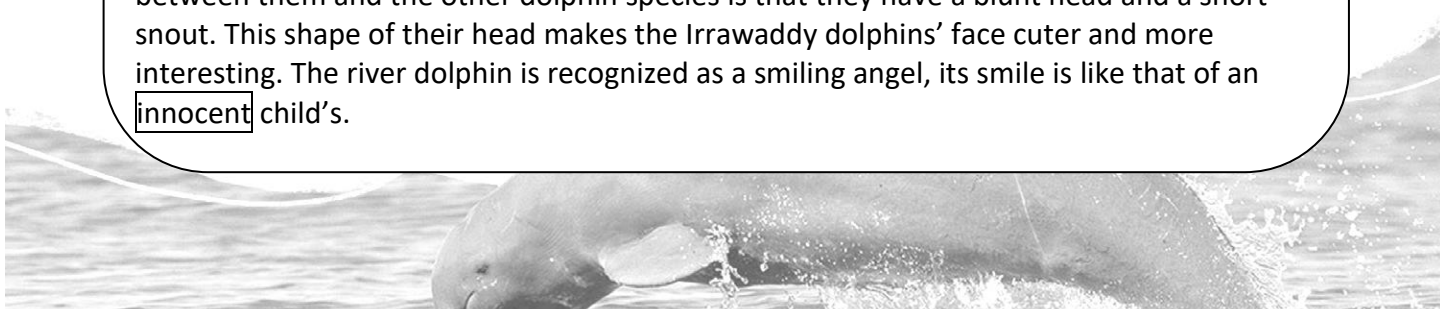 between them and the other dolphin species is that they have a blunt head and a short
snout. This shape of their head makes the Irrawaddy dolphins’ face cuter and more
interesting. The river dolphin is recognized as a smiling angel, its smile is like that of an
innocent child’s.